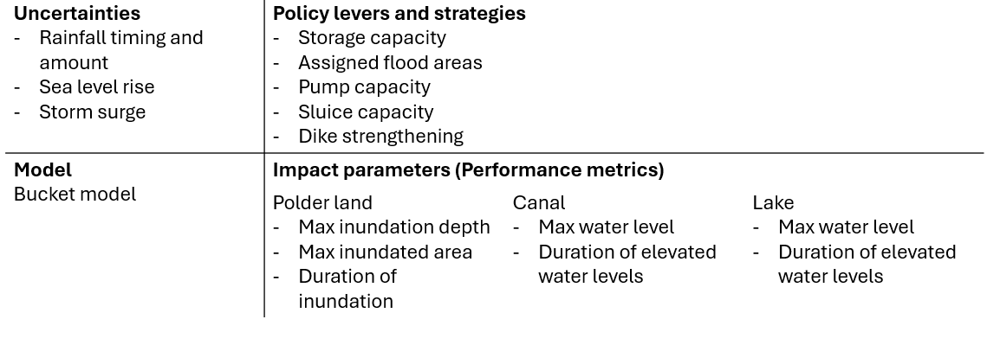 Uncertainties
- Rainfall timing and
amount
- Sea level rise
- Storm surge
Policy levers and strategies
- Storage capacity
- Assigned flood areas
- Pump capacity
- Sluice capacity
- Dike strengthening
Model
Bucket model
Impact parameters (Performance metrics)
Polder land
- Max inundation depth
- Max inundated area
- Duration of
inundation
Canal
- Max water level
- Duration of elevated
water levels
Lake
- Max water level
- Duration of elevated
water levels